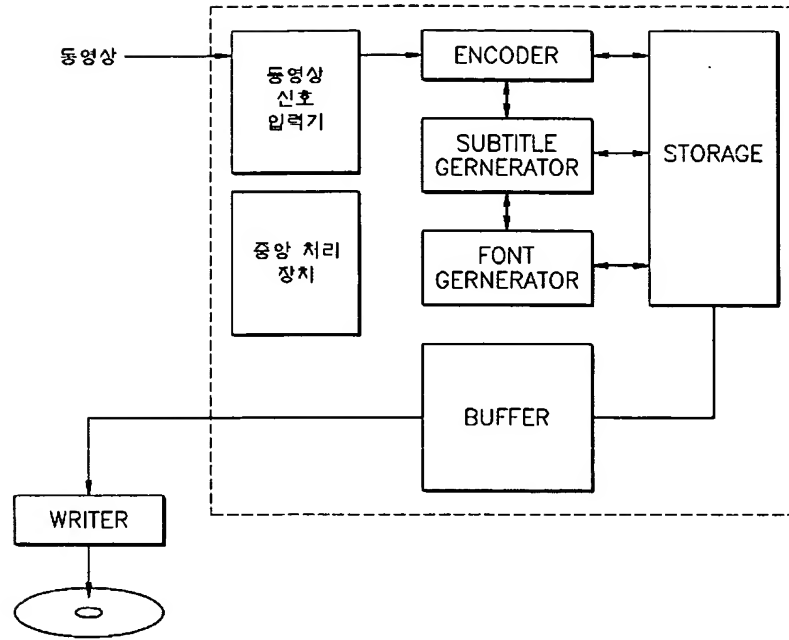 동영상
동영상
신호
입력기
ENCODER
SUBTITLE
GERNERATOR
STORAGE
중앙 처리
장치
FONT
GERNERATOR
BUFFER
WRITER